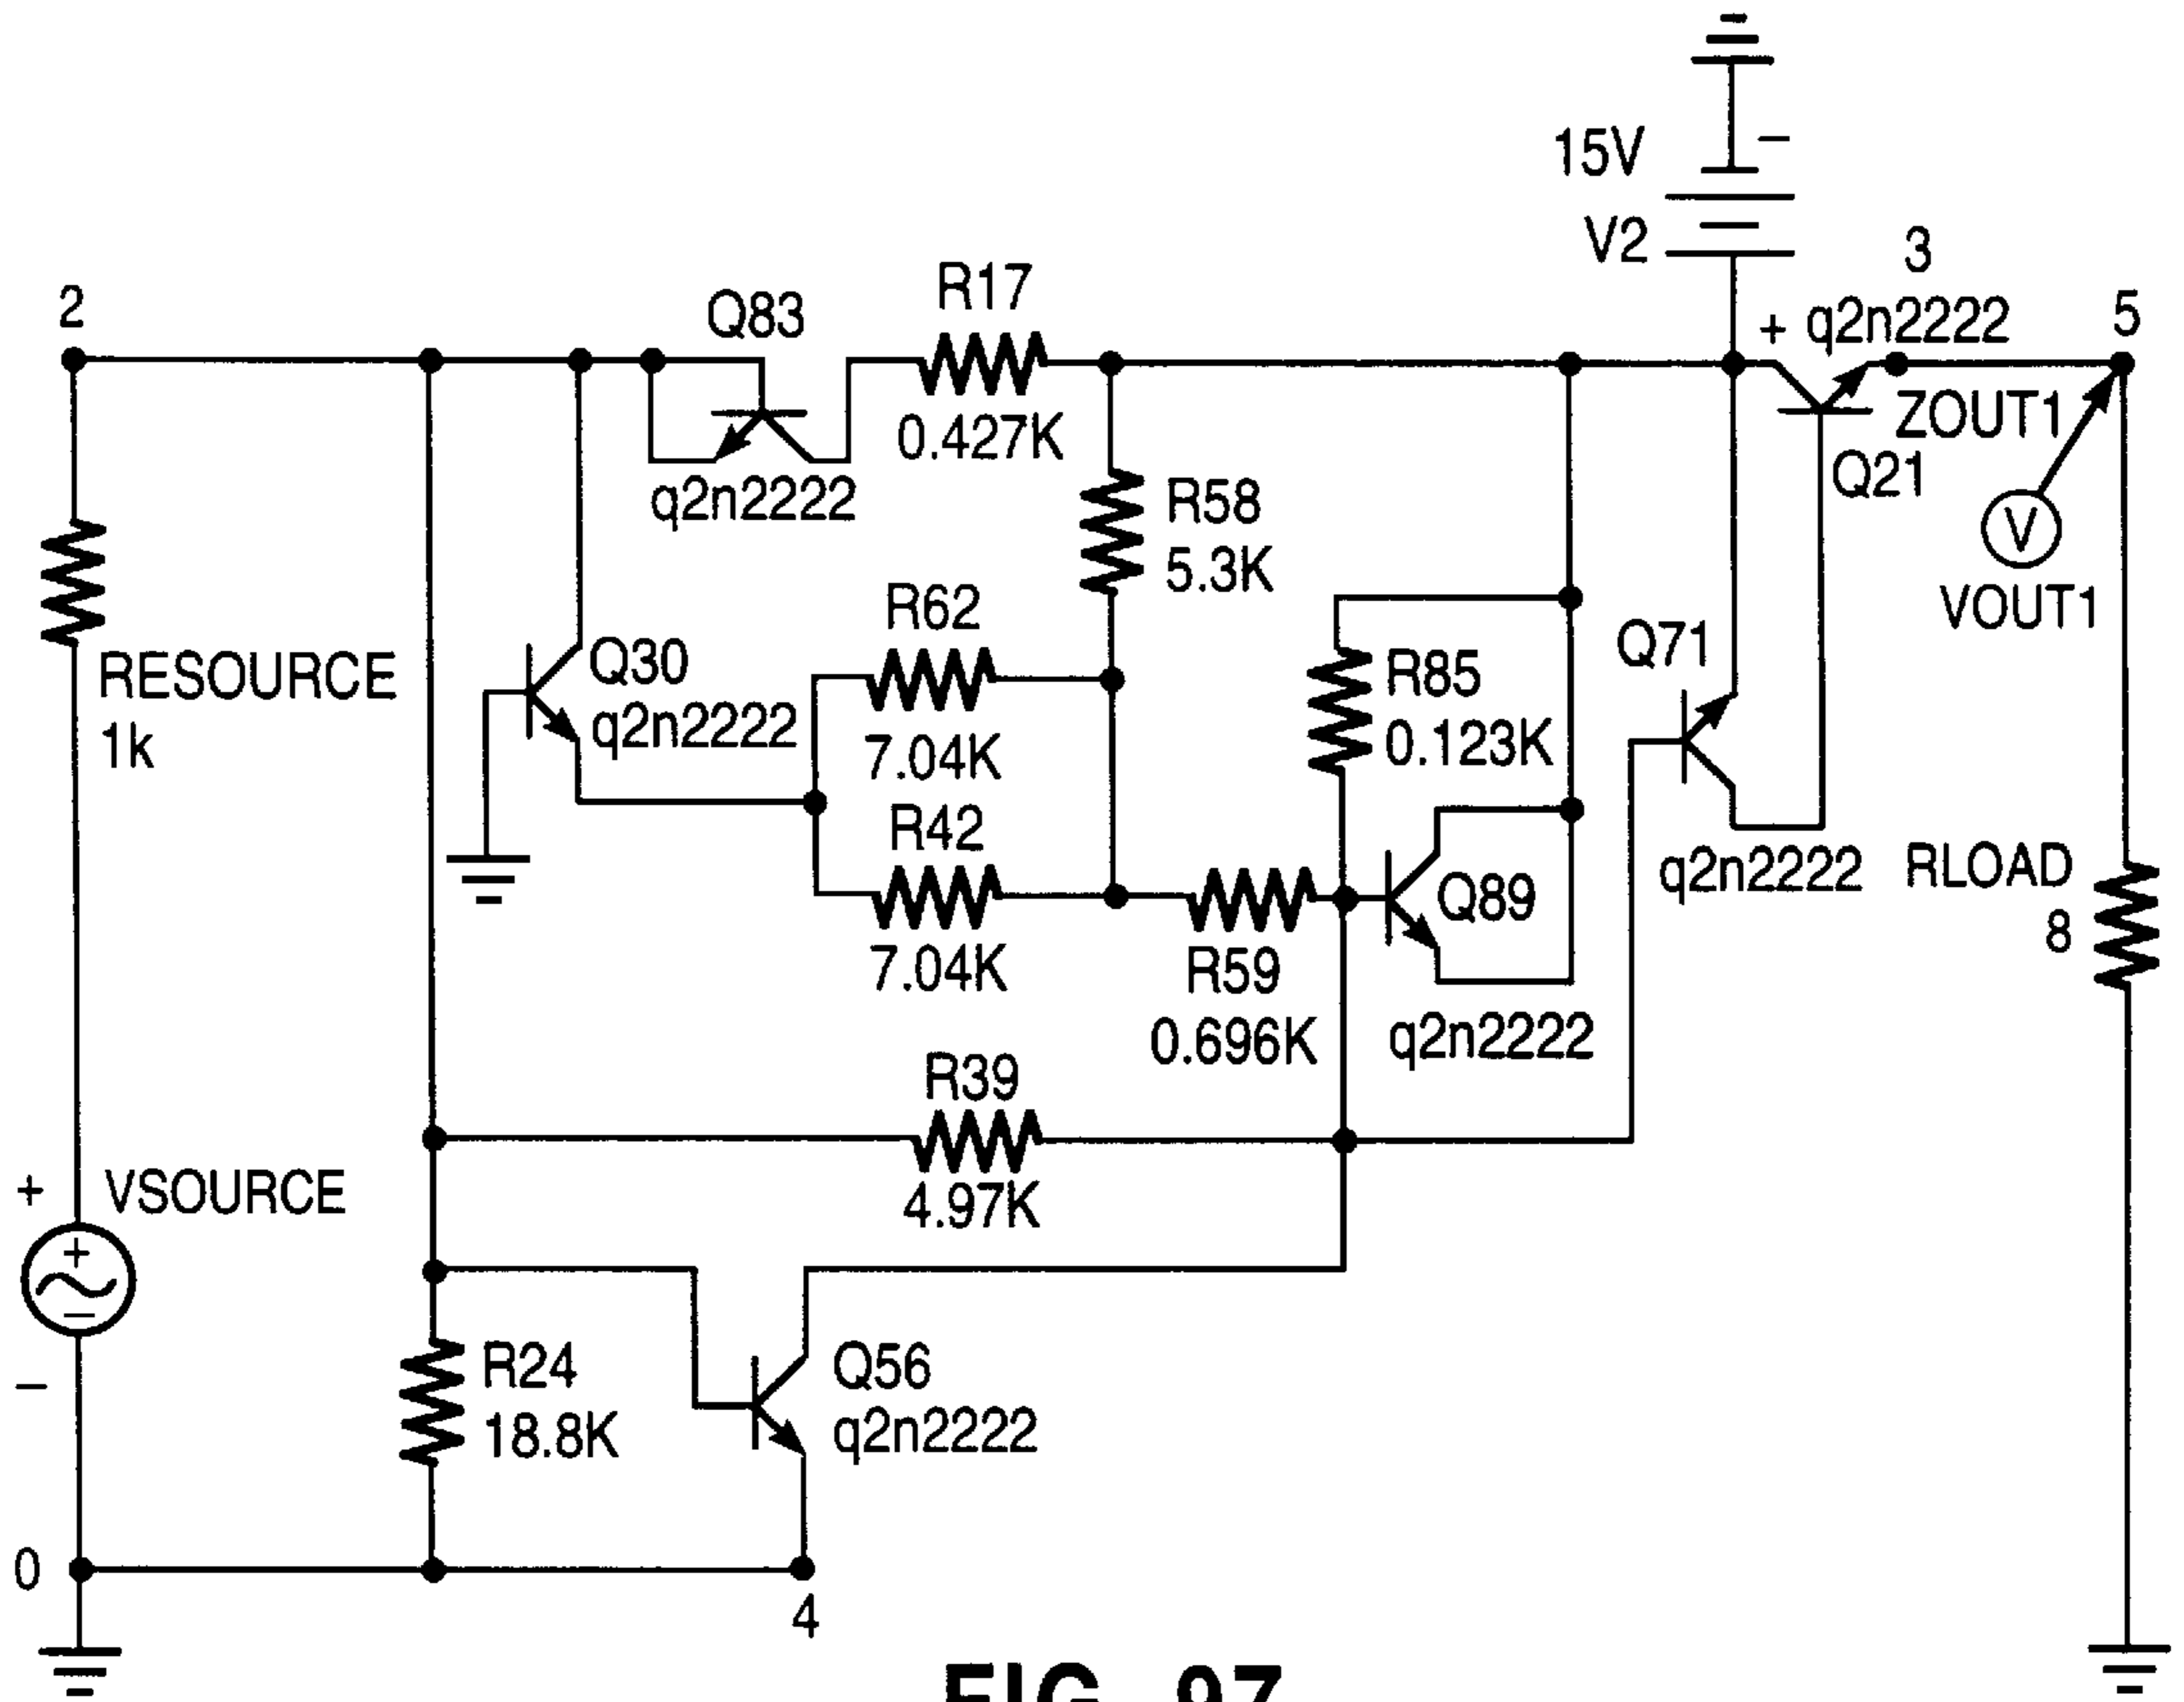 15V
−
V2
3
+
q2n2222
5
2
Q83
R17
0.427K
q2n2222
ZOUT1
Q21
V
VOUT1
R58
5.3K
R62
7.04K
Q30
q2n2222
RESOURCE
1k
R85
0.123K
Q71
q2n2222
R42
7.04K
R59
0.696K
Q89
q2n2222
RLOAD
8
R39
4.97K
+
VSOURCE
+
−
−
R24
18.8K
Q56
q2n2222
0
4
FIG. 97